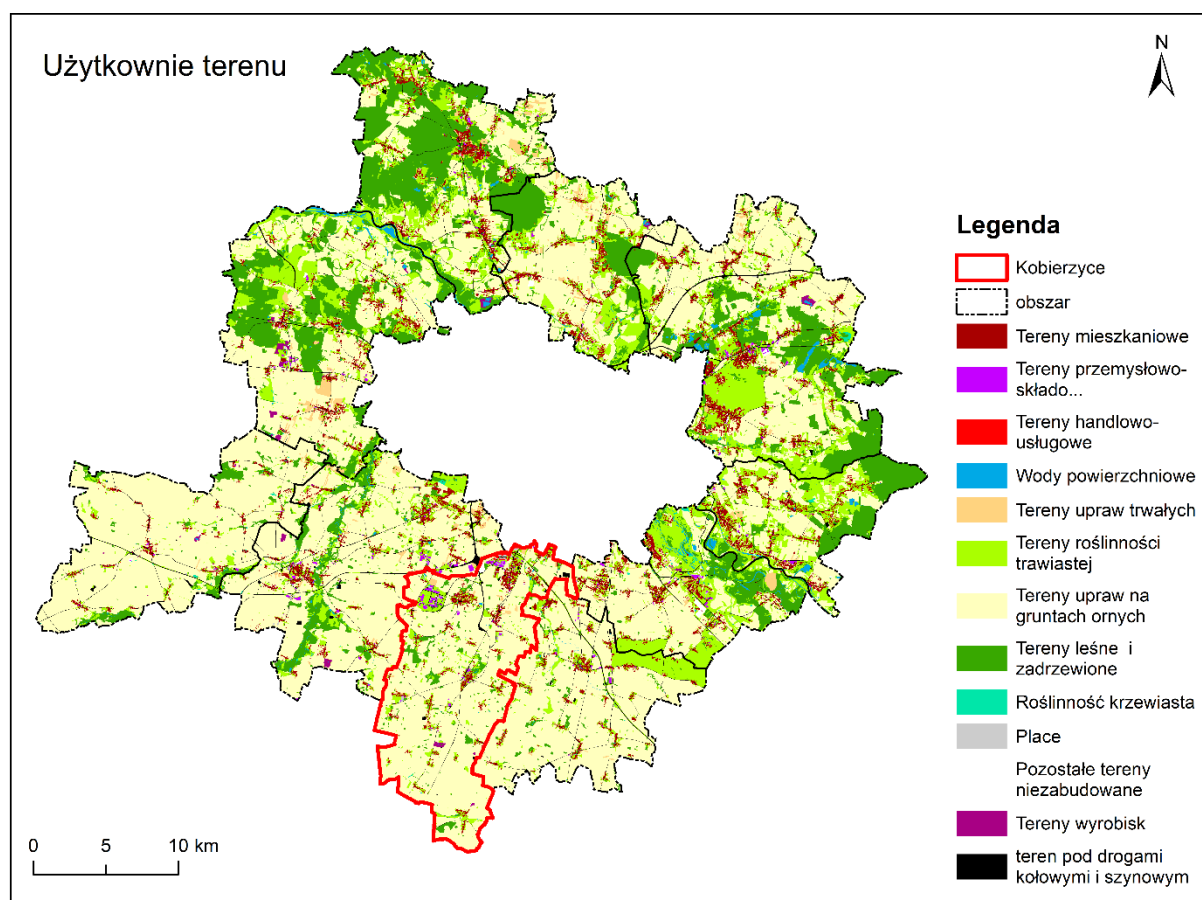 Użytkownie terenu
N
Legenda
Kobierzyce
obszar
Tereny mieszkaniowe
Tereny przemysłowo-
składo...
Tereny handlowo-
usługowe
Wody powierzchniowe
Tereny upraw trwałych
Tereny roślinności
trawiastej
Tereny upraw na
gruntach ornych
Tereny leśne i
zadrzewione
Roślinność krzewiasta
Place
Pozostałe tereny
niezabudowane
Tereny wyrobisk
teren pod drogami
kołowymi i szynowym
0 5 10 km